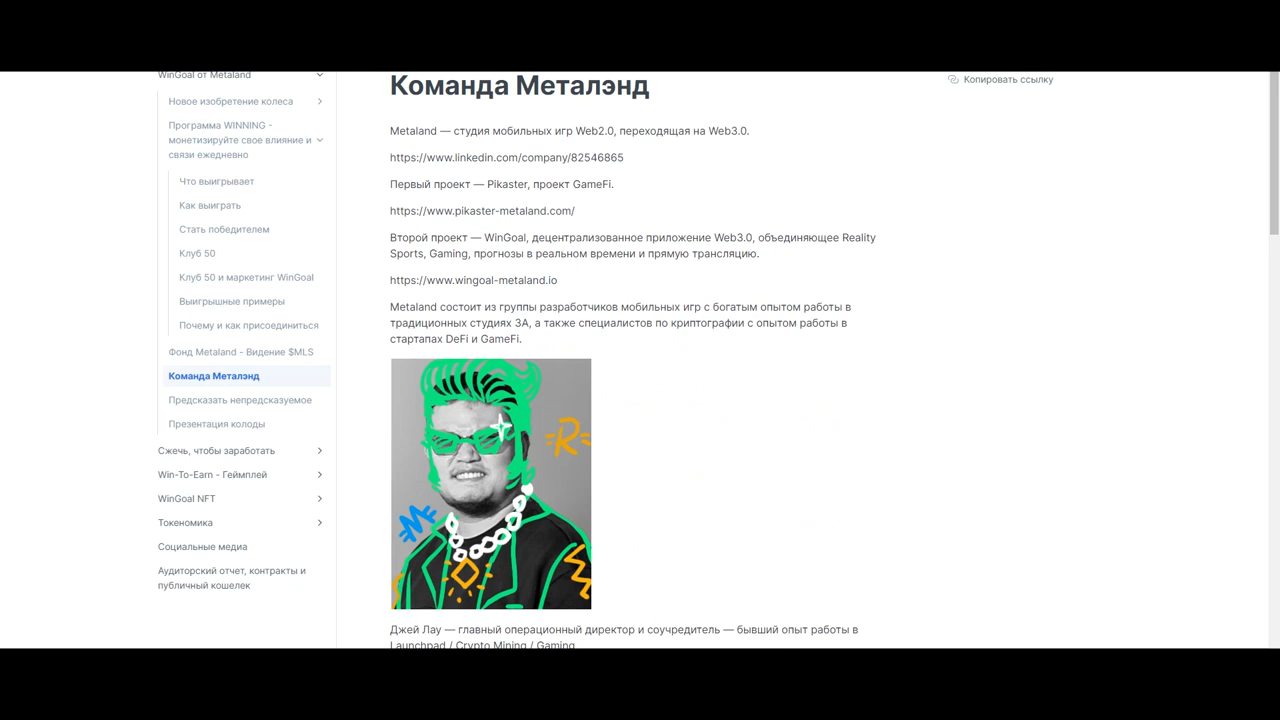 WinGoal от Metaland
Новое изобретение колеса
Программа WINNING -
монетизируйте свое влияние и
связи ежедневно
Что выигрывает
Как выиграть
Стать победителем
Клуб 50
Клуб 50 и маркетинг WinGoal
Выигрышные примеры
Почему и как присоединиться
Фонд Metaland - Видение $MLS
Команда Металэнд
Предсказать непредсказуемое
Презентация колоды
Сжечь, чтобы заработать
Win-To-Earn - Геймплей
WinGoal NFT
Токеномика
Социальные медиа
Аудиторский отчет, контракты и
публичный кошелек
Команда Металэнд
Metaland — студия мобильных игр Web2.0, переходящая на Web3.0.
https://www.linkedin.com/company/82546865
Первый проект — Pikaster, проект GameFi.
https://www.pikaster-metaland.com/
Второй проект — WinGoal, децентрализованное приложение Web3.0, объединяющее Reality
Sports, Gaming, прогнозы в реальном времени и прямую трансляцию.
https://www.wingoal-metaland.io
Metaland состоит из группы разработчиков мобильных игр с богатым опытом работы в
традиционных студиях 3A, а также специалистов по криптографии с опытом работы в
стартапах DeFi и GameFi.
R
M
Джей Лау — главный операционный директор и соучредитель — бывший опыт работы в
Launchpad / Crypto Mining / Gaming
Копировать ссылку